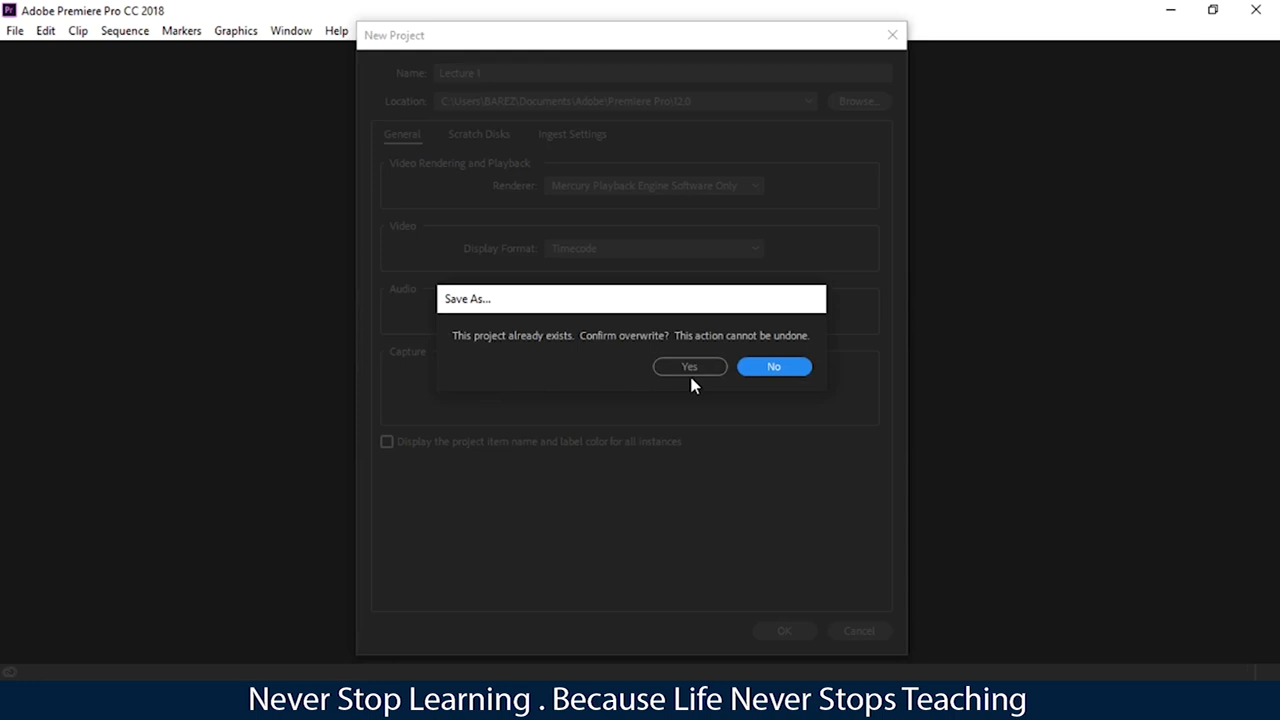 Pr Adobe Premiere Pro CC 2018
File Edit Clip Sequence Markers Graphics Window Help
New Project
Name: Lecture 1
Location: C:\Users\BAREZ\Documents\Adobe\Premiere Pro\12.0 Browse...
General Scratch Disks Ingest Settings
Video Rendering and Playback
Renderer: Mercury Playback Engine Software Only
Video
Display Format: Timecode
Audio
Save As...
This project already exists. Confirm overwrite? This action cannot be undone.
Capture
Yes No
Display the project item name and label color for all instances
OK Cancel
Never Stop Learning . Because Life Never Stops Teaching